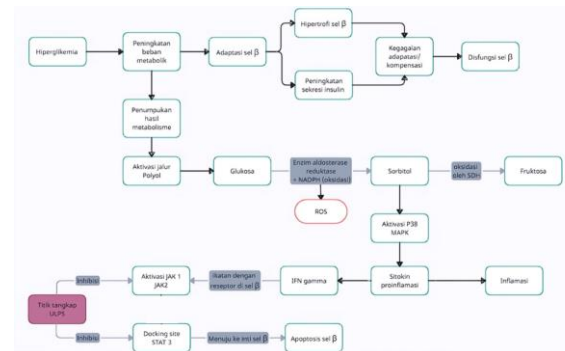 Hiperglikemia
Peningkatan
beban
metabolik
Adaptasi sel β
Hipertrofi sel β
Peningkatan
sekresi insulin
Kegagalan
adapatasi/
kompensasi
Disfungsi sel β
Penumpukan
hasil
metabolisme
Aktivasi jalur
Polyol
Glukosa
Enzim aldosterase
reduktase
+ NADPH (oksidasi)
ROS
Sorbitol
oksidasi
oleh SDH
Fruktosa
Aktivasi P38
MAPK
Sitokin
proinflamasi
Inflamasi
IFN gamma
Ikatan dengan
reseptor di sel β
Aktivasi JAK 1
JAK2
Inhibisi
Titik tangkap
ULPS
Inhibisi
Docking site
STAT 3
Menuju ke inti sel β
Apoptosis sel β